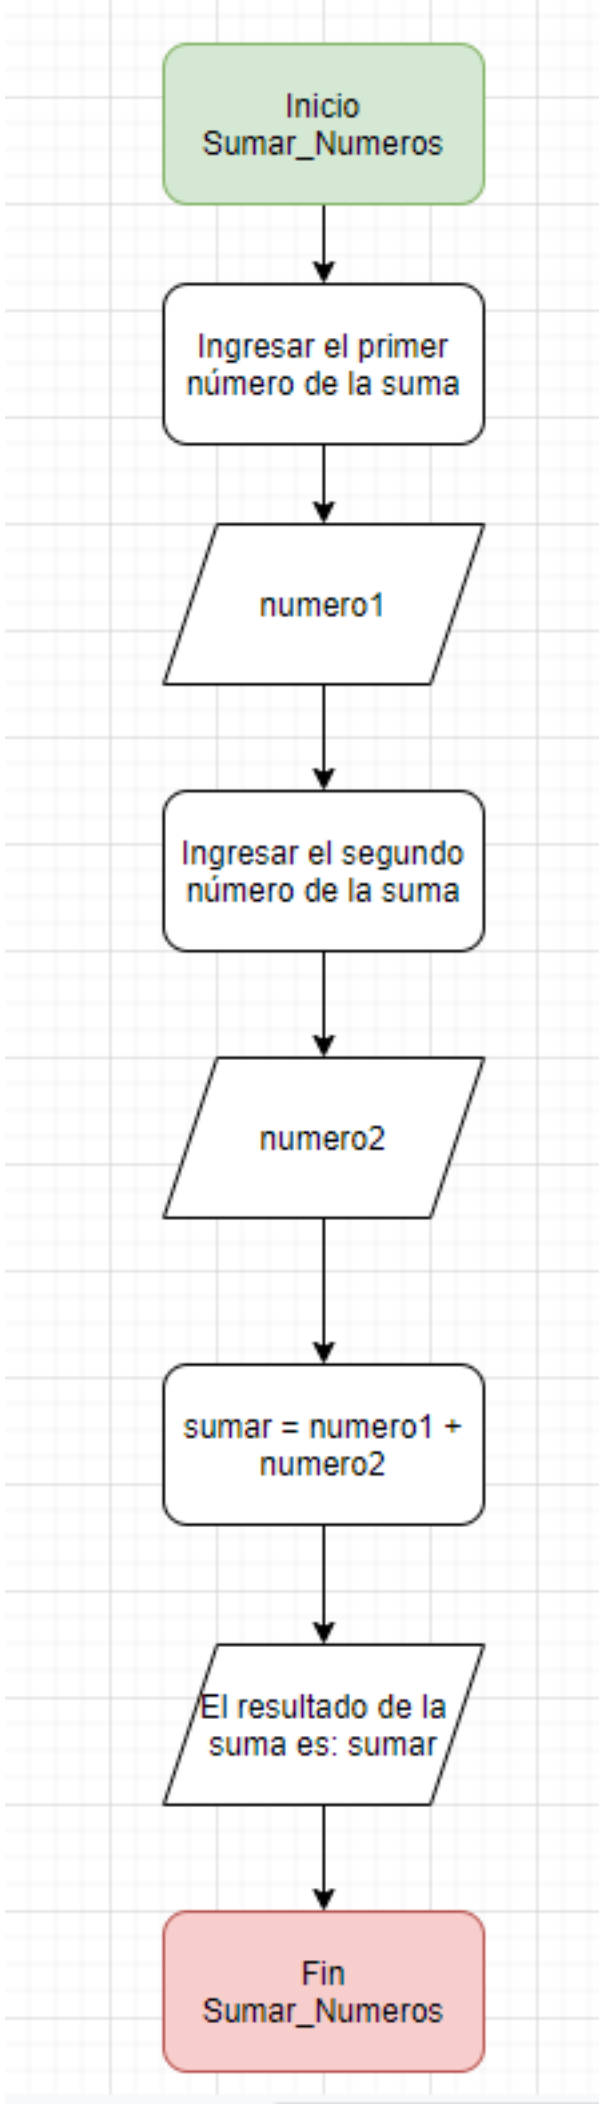 Inicio
Sumar_Numeros
Ingresar el primer
número de la suma
numero1
Ingresar el segundo
número de la suma
numero2
sumar = numero1 +
numero2
El resultado de la
suma es: sumar
Fin
Sumar_Numeros